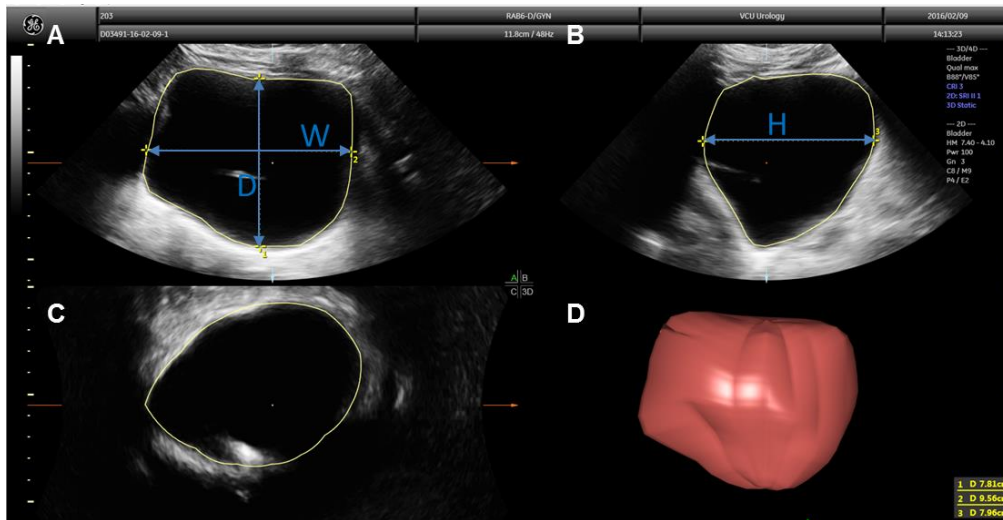 203
RAB6-D/GYN
VCU Urology
2016/02/09
D03491-16-02-09-1
11.8cm / 48Hz
14:13:23
A
B
--- 3D/4D ---
Bladder
Qual max
B88°/V85°
CRI 3
2D: SRI II 1
3D Static
--- 2D ---
Bladder
HM 7.40 - 4.10
Pwr 100
Gn 3
C8 / M9
P4 / E2
W
D
H
1
2
3
A B
C 3D
C
D
1 D 7.81cm
2 D 9.56cm
3 D 7.96cm